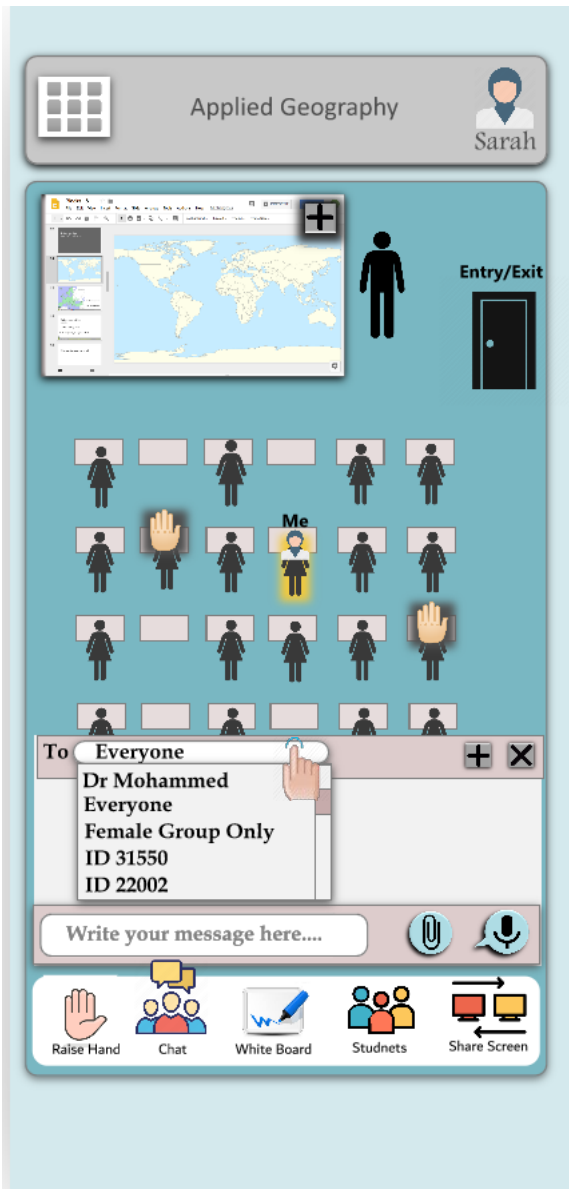 Applied Geography
Sarah
Entry/Exit
Me
To Everyone
Dr Mohammed
Everyone
Female Group Only
ID 31550
ID 22002
Write your message here....
Raise Hand Chat White Board Studnets Share Screen